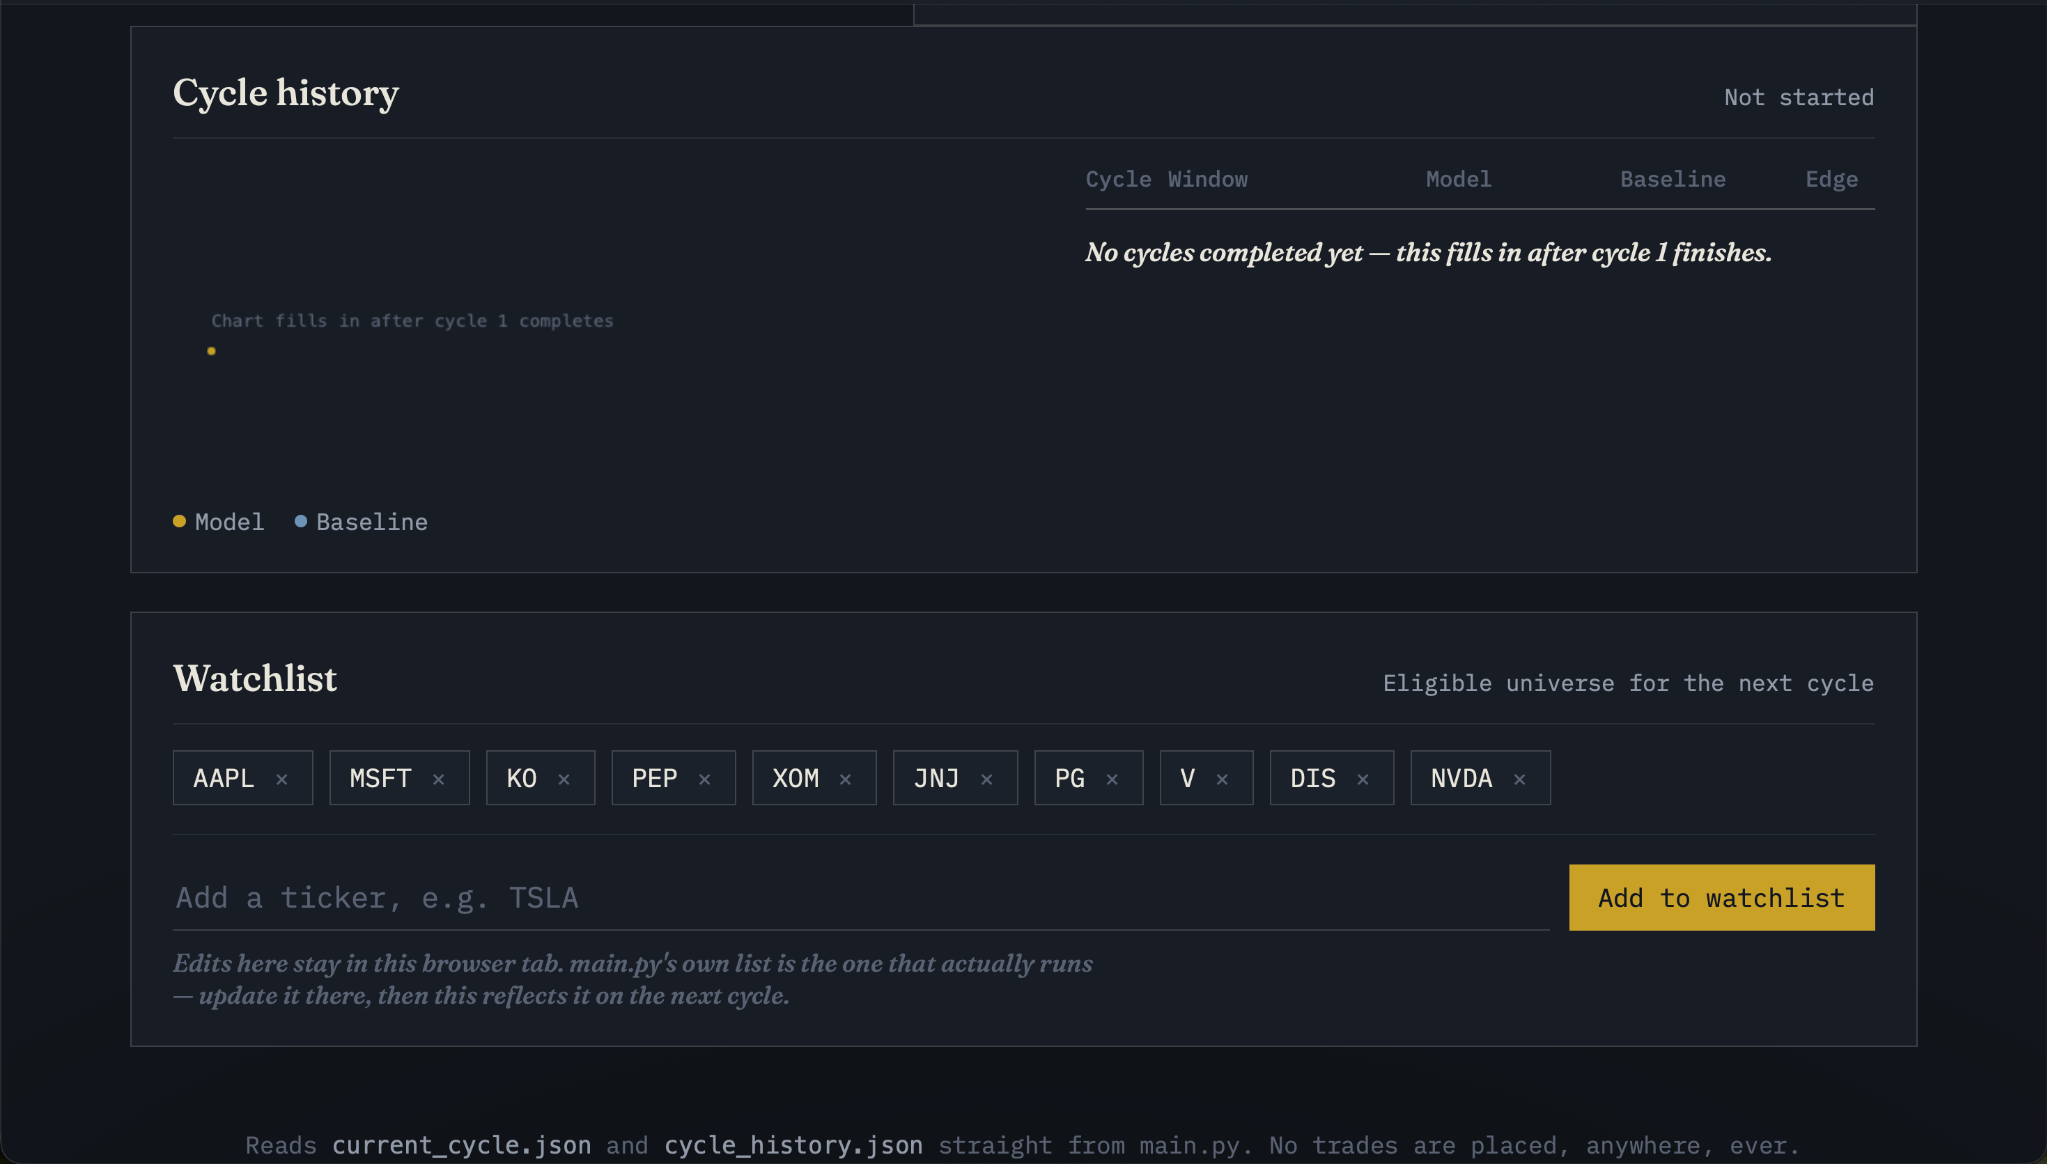 Cycle history
Not started
Cycle Window Model Baseline Edge
No cycles completed yet — this fills in after cycle 1 finishes.
Chart fills in after cycle 1 completes
Model Baseline
Watchlist
Eligible universe for the next cycle
AAPL × MSFT × KO × PEP × XOM × JNJ × PG × V × DIS × NVDA ×
Add a ticker, e.g. TSLA
Add to watchlist
Edits here stay in this browser tab. main.py's own list is the one that actually runs
— update it there, then this reflects it on the next cycle.
Reads current_cycle.json and cycle_history.json straight from main.py. No trades are placed, anywhere, ever.